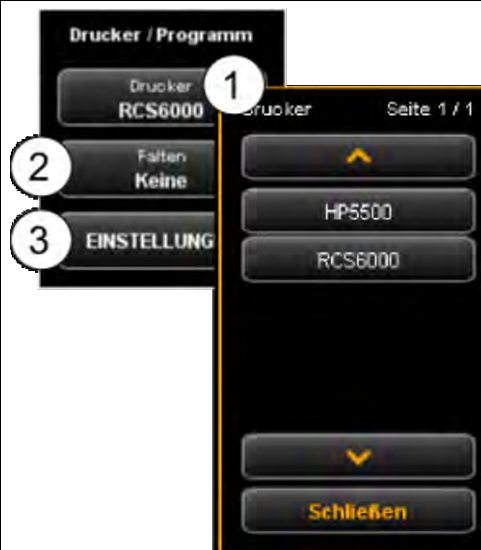 Drucker / Programm
1
Drucker
RCS6000
2
Falten
Keine
3
EINSTELLUNG
Drucker Seite 1 / 1
HP5500
RCS6000
Schließen